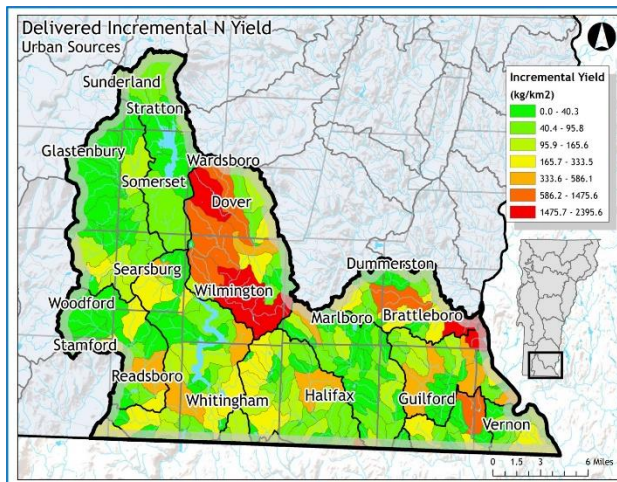 Delivered Incremental N Yield
Urban Sources
Sunderland
Stratton
Glastenbury
Wardsboro
Somerset
Dover
Searsburg
Dummerston
Wilmington
Woodford
Marlboro
Brattleboro
Stamford
Readsboro
Halifax
Guilford
Whitingham
Vernon
Incremental Yield
(kg/km2)
0.0 - 40.3
40.4 - 95.8
95.9 - 165.6
165.7 - 333.5
333.6 - 586.1
586.2 - 1475.6
1475.7 - 2395.6
0 1.5 3 6 Miles